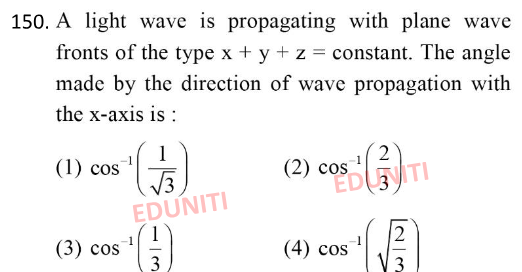 150. A light wave is propagating with plane wave
fronts of the type x + y + z = constant. The angle
made by the direction of wave propagation with
the x-axis is :
(1) cos⁻¹(1/√3) (2) cos⁻¹(2/3)
EDUNITI
EDUNITI
(3) cos⁻¹(1/3) (4) cos⁻¹(√(2/3))